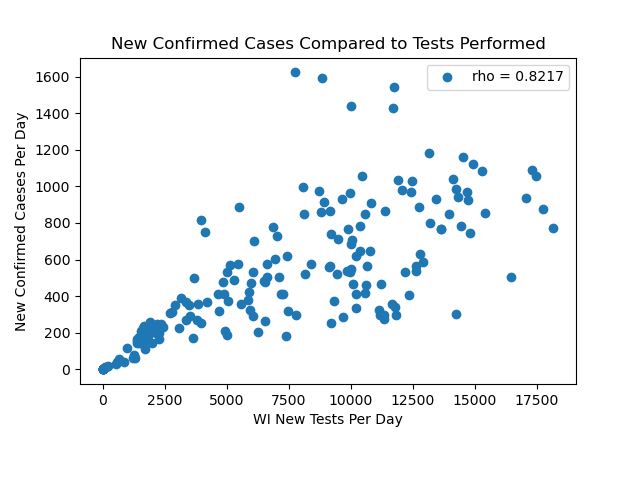 New Confirmed Cases Compared to Tests Performed
rho = 0.8217
New Confirmed Caeses Per Day
1600
1400
1200
1000
800
600
400
200
0
0 2500 5000 7500 10000 12500 15000 17500
WI New Tests Per Day